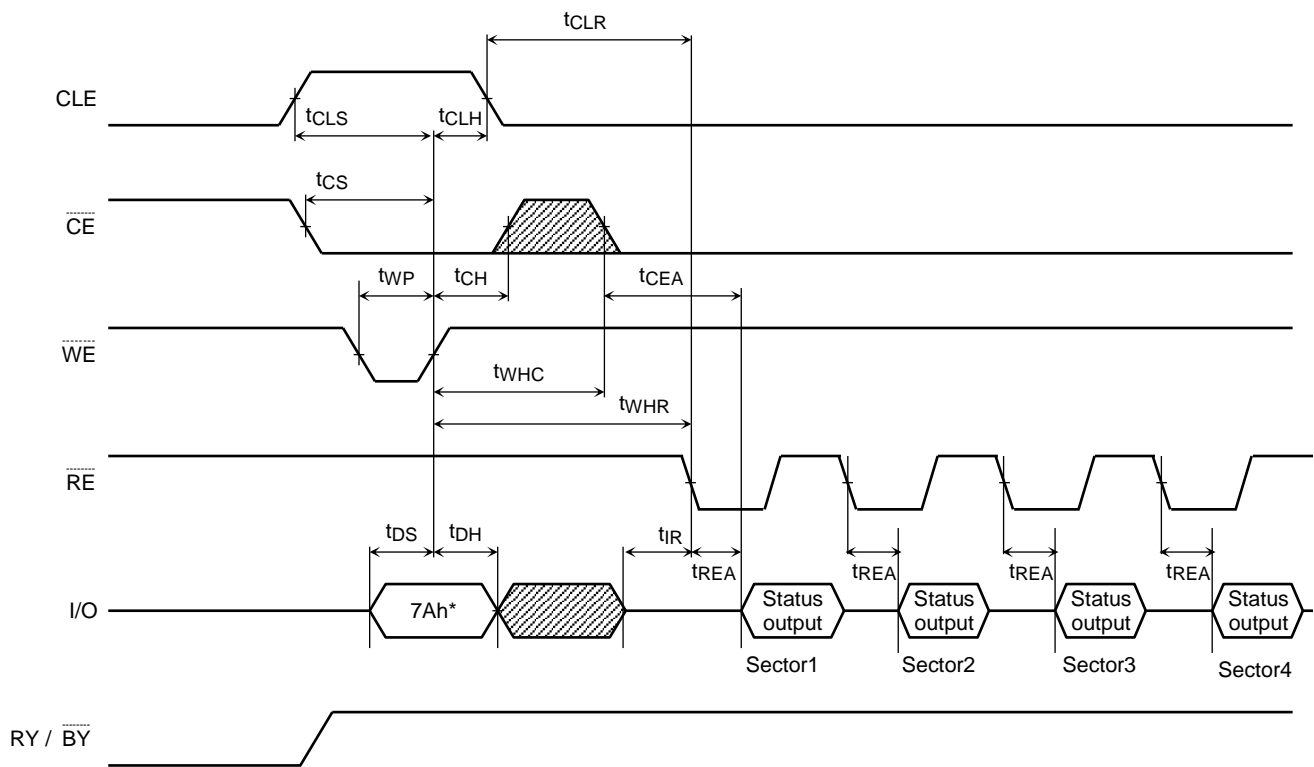 tCLR
CLE
tCLS
tCLH
tCS
CE
tWP
tCH
tCEA
WE
tWHC
tWHR
RE
tDS
tDH
tIR
tREA
tREA
tREA
tREA
I/O
7Ah*
Status
output
Status
output
Status
output
Status
output
Sector1
Sector2
Sector3
Sector4
RY / BY